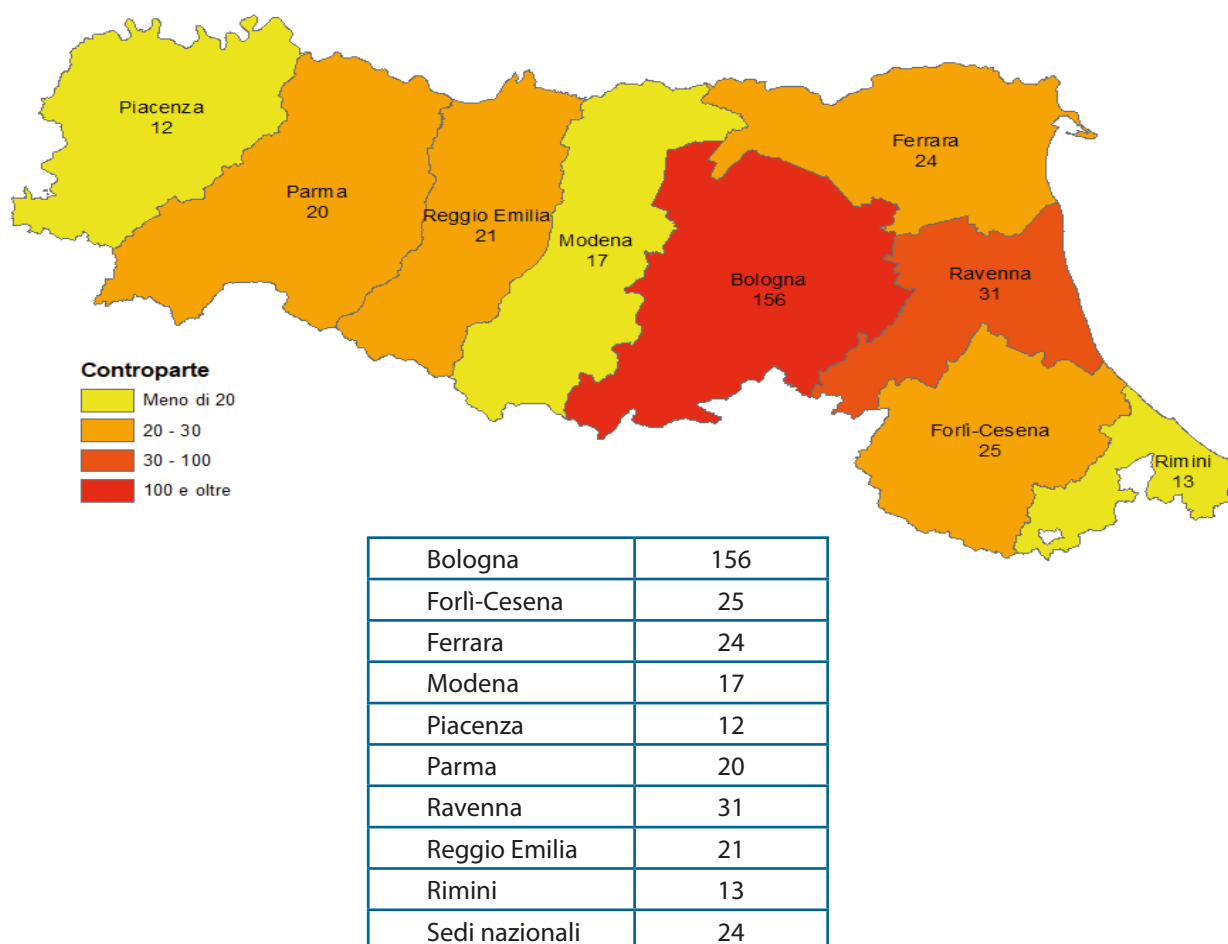 Piacenza
12
Parma
20
Reggio Emilia
21
Modena
17
Bologna
156
Ferrara
24
Ravenna
31
Forlì-Cesena
25
Rimini
13
Controparte
Meno di 20
20 - 30
30 - 100
100 e oltre
Bologna 156
Forlì-Cesena 25
Ferrara 24
Modena 17
Piacenza 12
Parma 20
Ravenna 31
Reggio Emilia 21
Rimini 13
Sedi nazionali 24